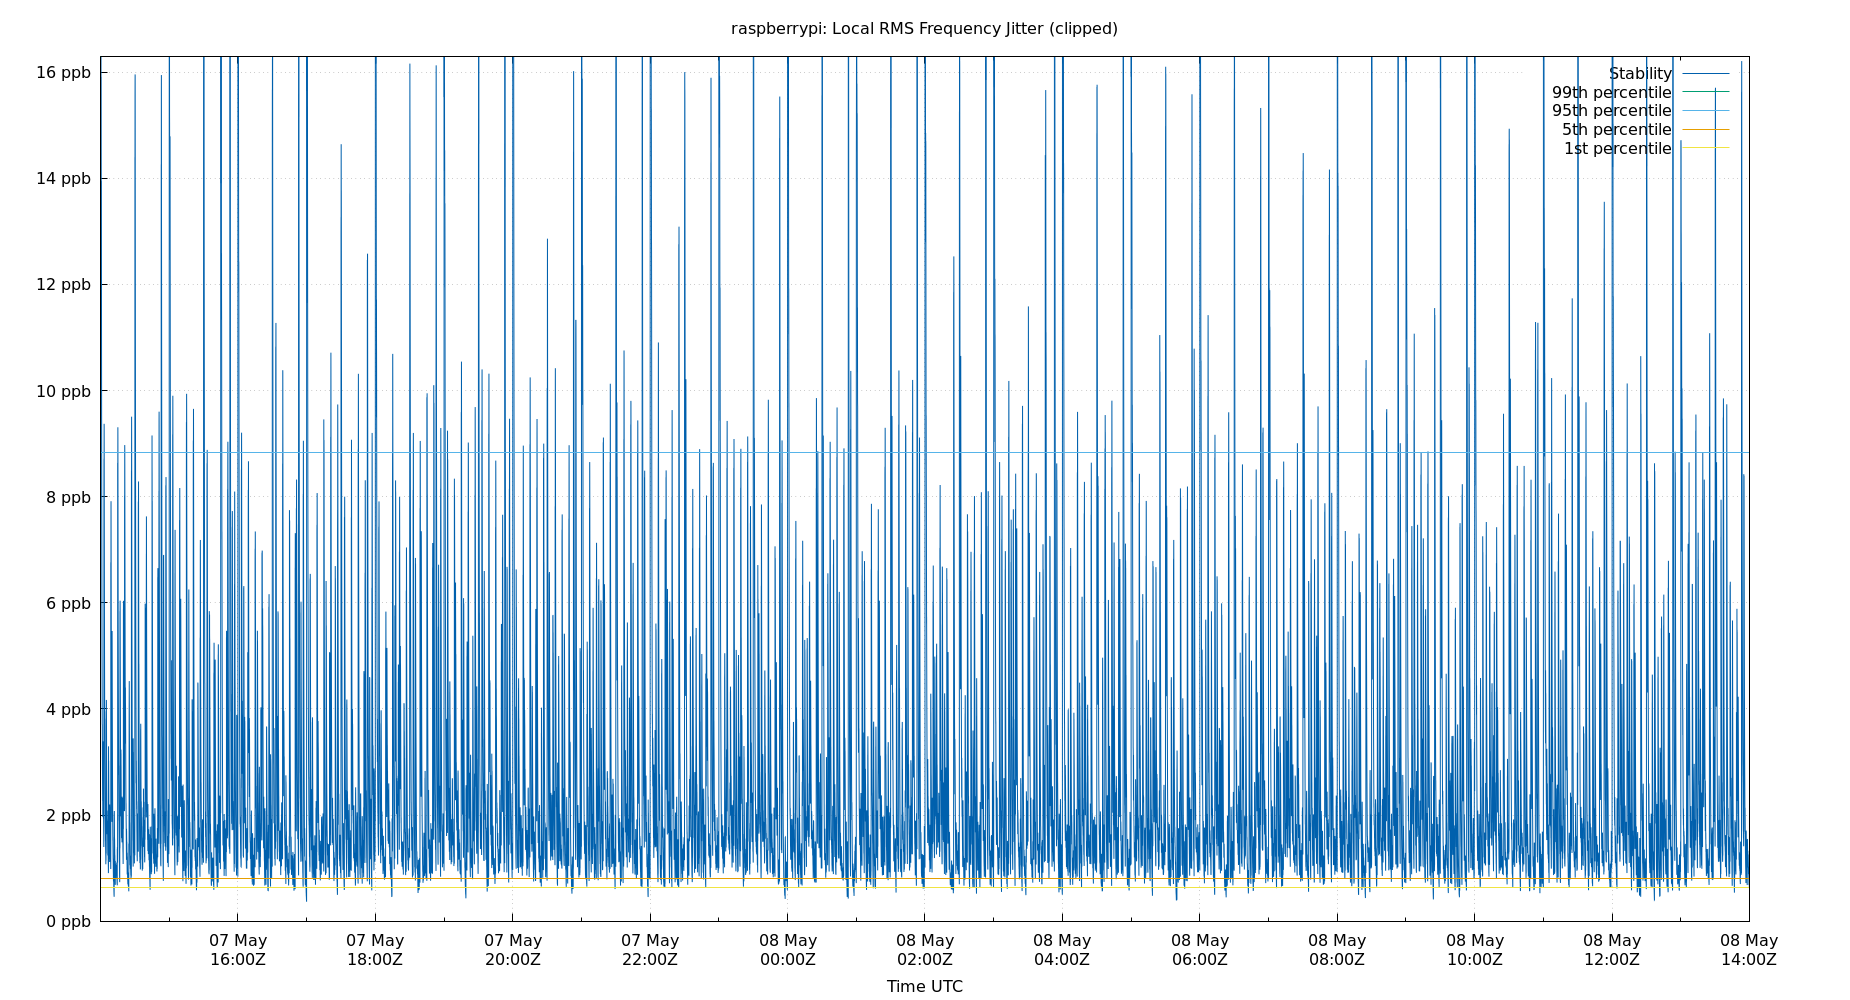 raspberrypi: Local RMS Frequency Jitter (clipped)
16 ppb
14 ppb
12 ppb
10 ppb
8 ppb
6 ppb
4 ppb
2 ppb
0 ppb
Stability
99th percentile
95th percentile
5th percentile
1st percentile
07 May
16:00Z
07 May
18:00Z
07 May
20:00Z
07 May
22:00Z
08 May
00:00Z
08 May
02:00Z
08 May
04:00Z
08 May
06:00Z
08 May
08:00Z
08 May
10:00Z
08 May
12:00Z
08 May
14:00Z
Time UTC